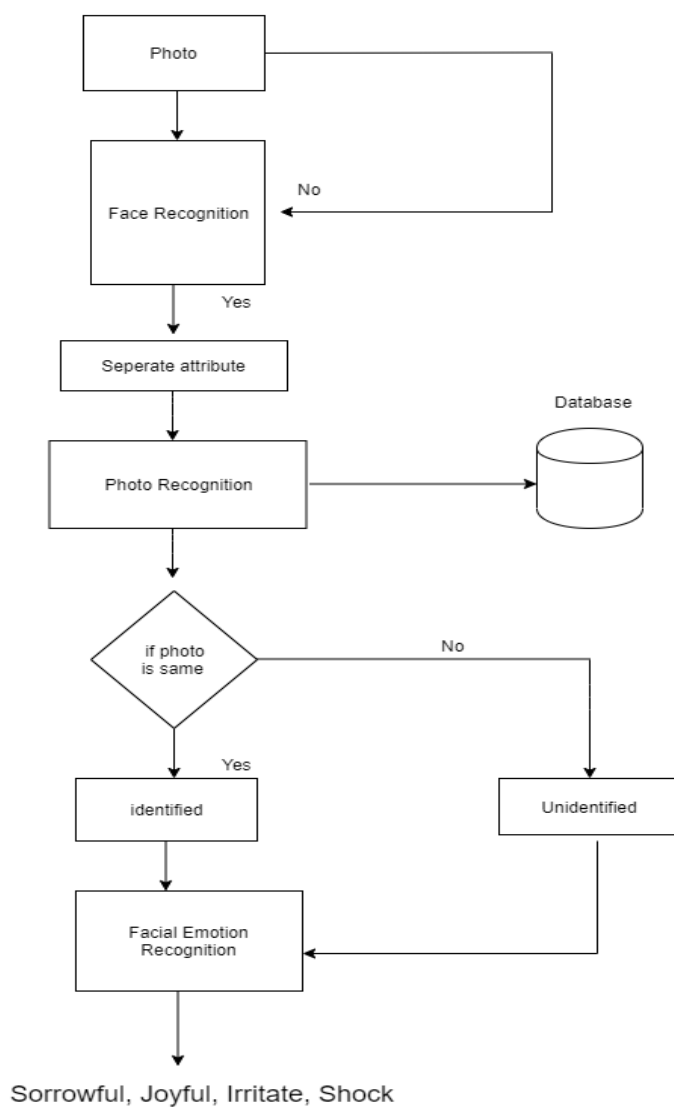 Photo
No
Face Recognition
Yes
Seperate attribute
Database
Photo Recognition
No
if photo
is same
Yes
identified
Unidentified
Facial Emotion
Recognition
Sorrowful, Joyful, Irritate, Shock